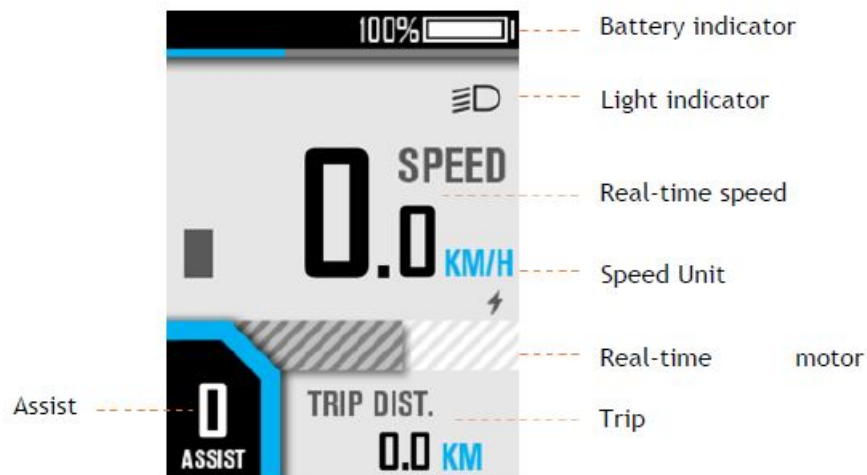 100%
Battery indicator
Light indicator
SPEED
Real-time speed
0.0 KM/H
Speed Unit
Real-time motor
Assist
0
ASSIST
TRIP DIST.
Trip
0.0 KM